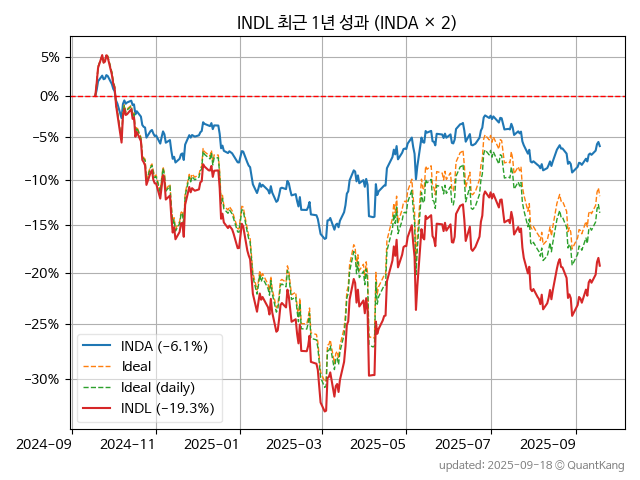 INDL 최근 1년 성과 (INDA × 2)
5%
0%
−5%
−10%
−15%
−20%
−25%
−30%
INDA (−6.1%)
Ideal
Ideal (daily)
INDL (−19.3%)
2024−09 2024−11 2025−01 2025−03 2025−05 2025−07 2025−09
updated: 2025-09-18 © QuantKang